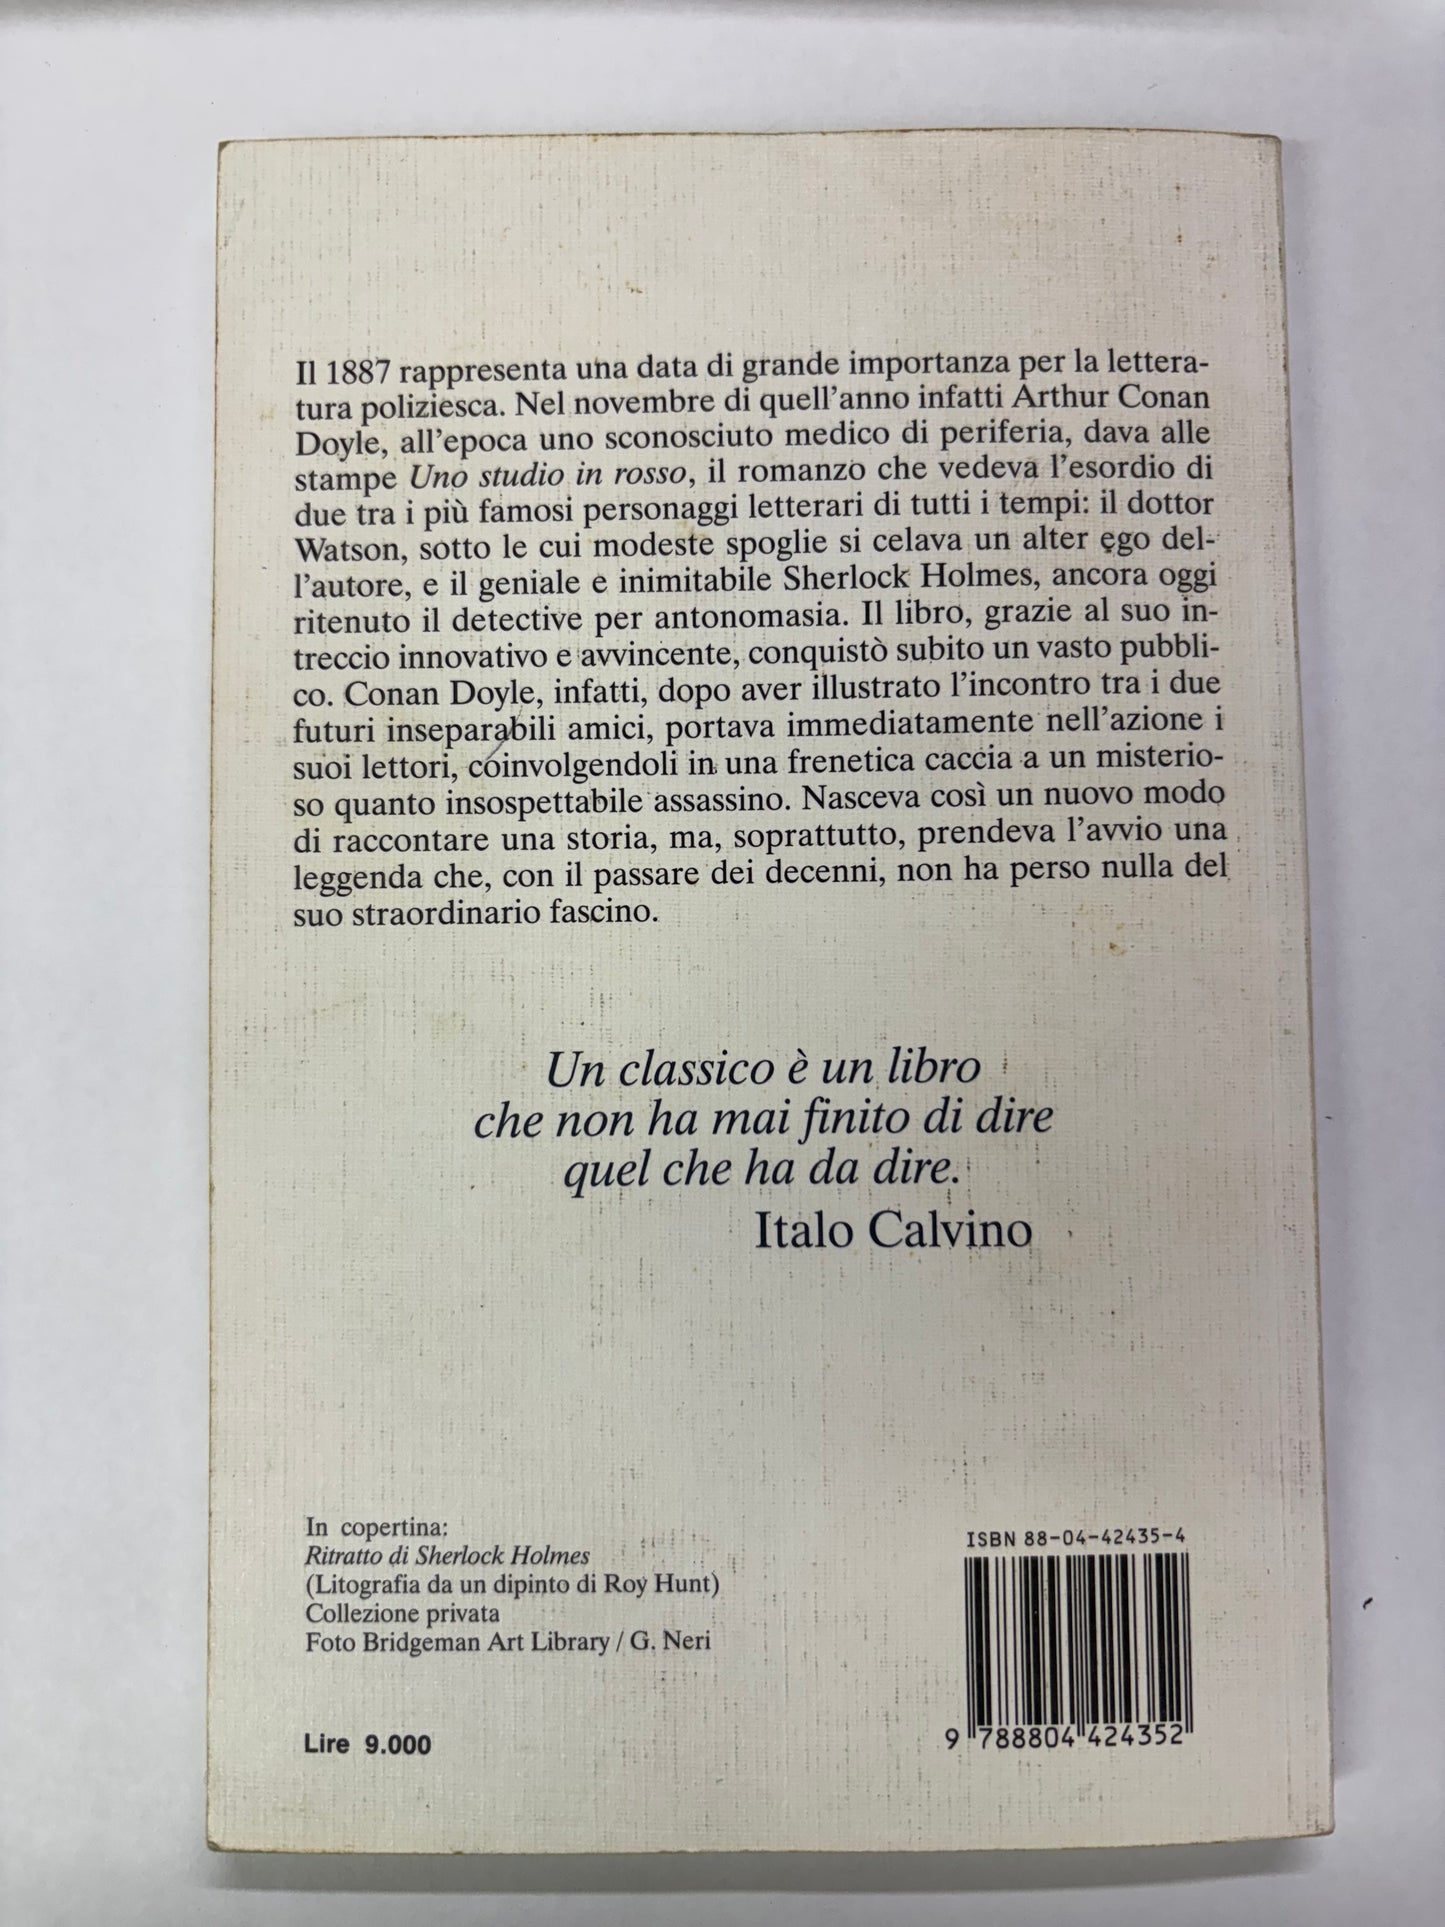 Il 1887 rappresenta una data di grande importanza per la lettera-
tura poliziesca. Nel novembre di quell'anno infatti Arthur Conan
Doyle, all'epoca uno sconosciuto medico di periferia, dava alle
stampe Uno studio in rosso, il romanzo che vedeva l'esordio di
due tra i più famosi personaggi letterari di tutti i tempi: il dottor
Watson, sotto le cui modeste spoglie si celava un alter ego del-
l'autore, e il geniale e inimitabile Sherlock Holmes, ancora oggi
ritenuto il detective per antonomasia. Il libro, grazie al suo in-
treccio innovativo e avvincente, conquistò subito un vasto pubbli-
co. Conan Doyle, infatti, dopo aver illustrato l'incontro tra i due
futuri inseparabili amici, portava immediatamente nell'azione i
suoi lettori, coinvolgendoli in una frenetica caccia a un misterio-
so quanto insospettabile assassino. Nasceva così un nuovo modo
di raccontare una storia, ma, soprattutto, prendeva l'avvio una
leggenda che, con il passare dei decenni, non ha perso nulla del
suo straordinario fascino.
Un classico è un libro
che non ha mai finito di dire
quel che ha da dire.
Italo Calvino
In copertina:
Ritratto di Sherlock Holmes
(Litografia da un dipinto di Roy Hunt)
Collezione privata
Foto Bridgeman Art Library / G. Neri
Lire 9.000
ISBN 88-04-42435-4
9 788804 424352